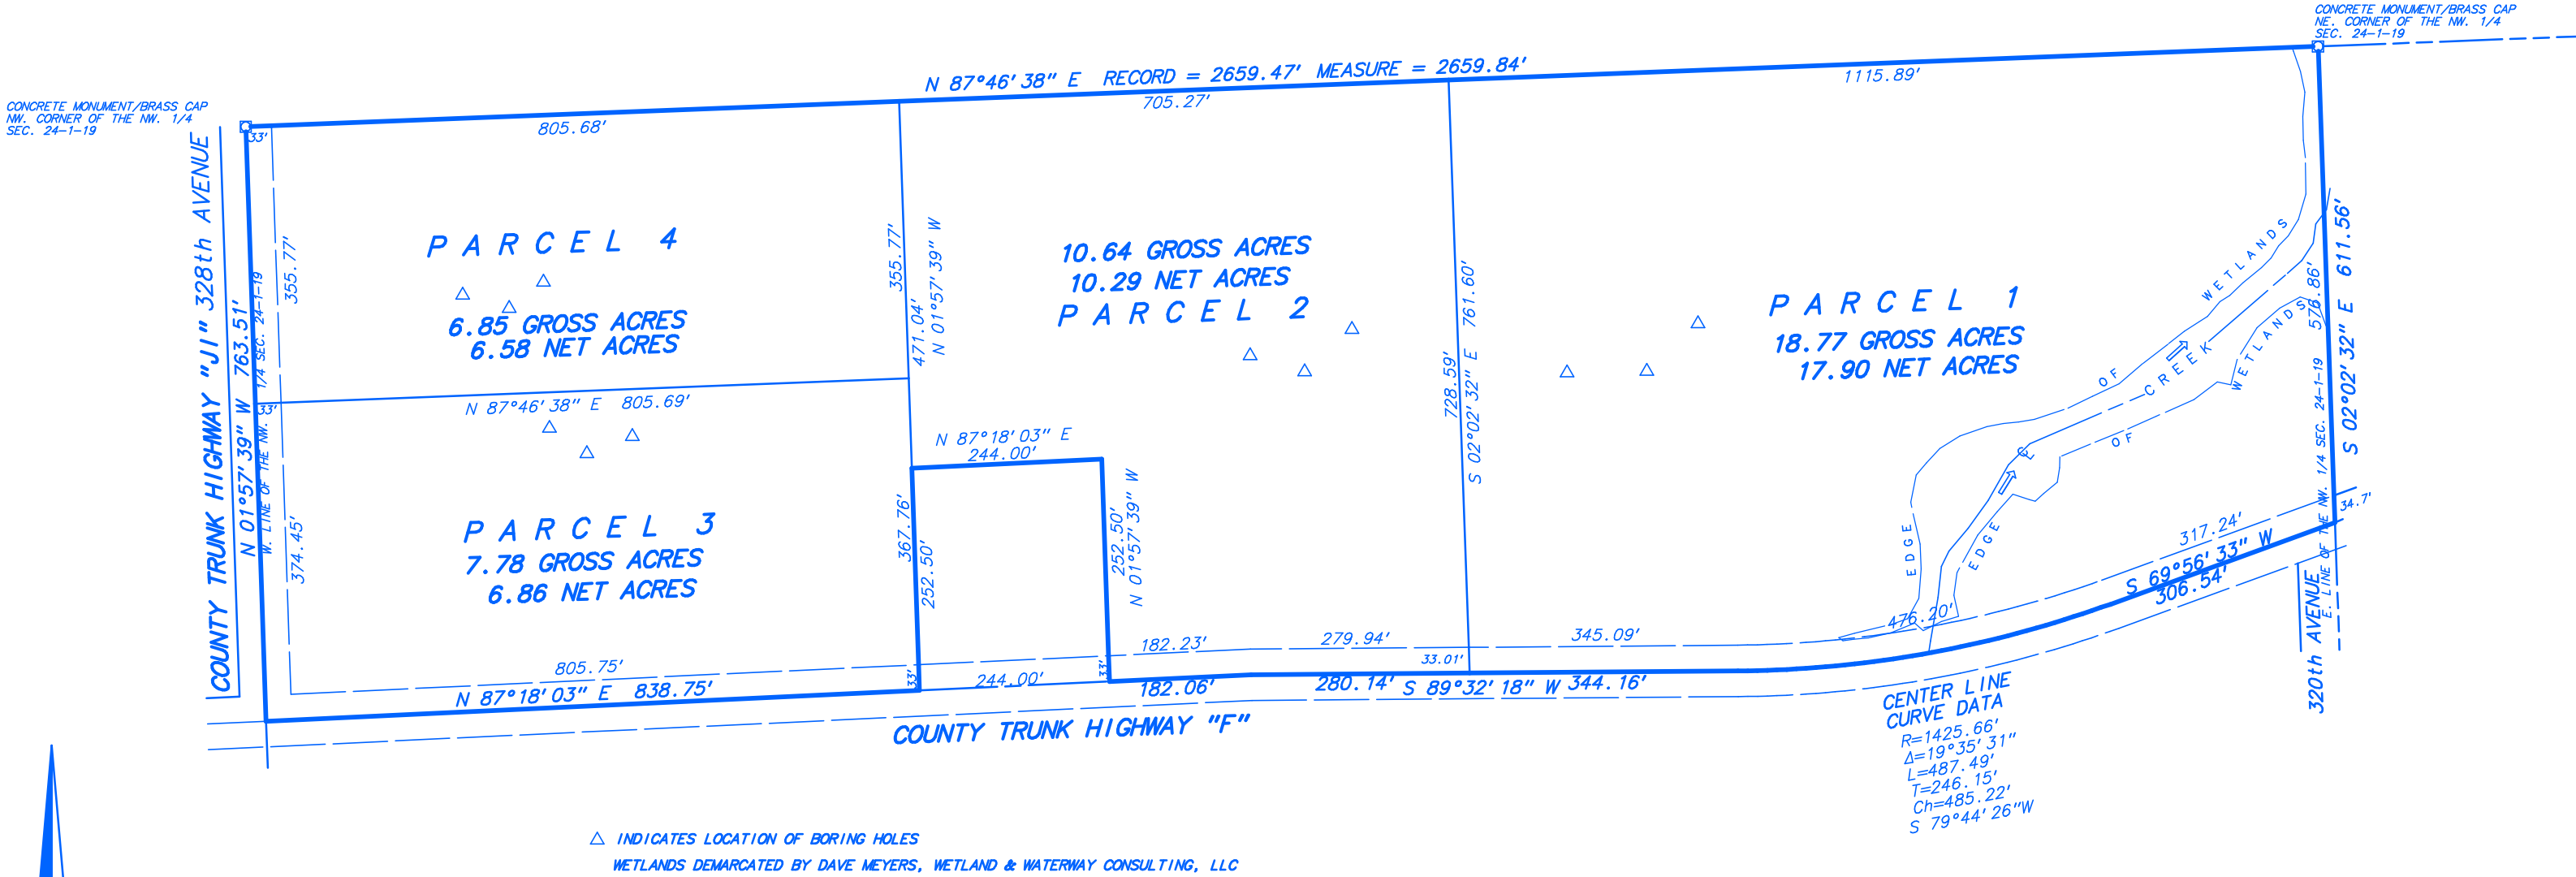 CONCRETE MONUMENT/BRASS CAP
NE. CORNER OF THE NW. 1/4
SEC. 24-1-19
N 87°46'38" E RECORD = 2659.47' MEASURE = 2659.84'
1115.89'
705.27'
805.68'
CONCRETE MONUMENT/BRASS CAP
NW. CORNER OF THE NW. 1/4
SEC. 24-1-19
33'
COUNTY TRUNK HIGHWAY "JI" 328th AVENUE
N 01°57'39" W 763.51'
W. LINE OF THE NW. 1/4 SEC. 24-1-19
355.77'
PARCEL 4
6.85 GROSS ACRES
6.58 NET ACRES
355.77'
471.04'
N 01°57'39" W
10.64 GROSS ACRES
10.29 NET ACRES
PARCEL 2
728.59'
S 02°02'32" E 761.60'
PARCEL 1
18.77 GROSS ACRES
17.90 NET ACRES
EDGE OF WETLANDS
CREEK
℄
EDGE OF WETLANDS
576.86'
E. LINE OF THE NW. 1/4 SEC. 24-1-19
S 02°02'32" E 611.56'
34.7'
33'
N 87°46'38" E 805.69'
374.45'
PARCEL 3
7.78 GROSS ACRES
6.86 NET ACRES
367.76'
252.50'
N 87°18'03" E
244.00'
252.50'
N 01°57'39" W
317.24'
S 69°56'33" W
306.54'
476.20'
345.09'
279.94'
182.23'
33.01'
33'
33'
805.75'
N 87°18'03" E 838.75'
244.00'
182.06'
280.14' S 89°32'18" W 344.16'
COUNTY TRUNK HIGHWAY "F"
320th AVENUE
CENTER LINE
CURVE DATA
R=1425.66'
Δ=19°35'31"
L=487.49'
T=246.15'
Ch=485.22'
S 79°44'26"W
INDICATES LOCATION OF BORING HOLES
WETLANDS DEMARCATED BY DAVE MEYERS, WETLAND & WATERWAY CONSULTING, LLC